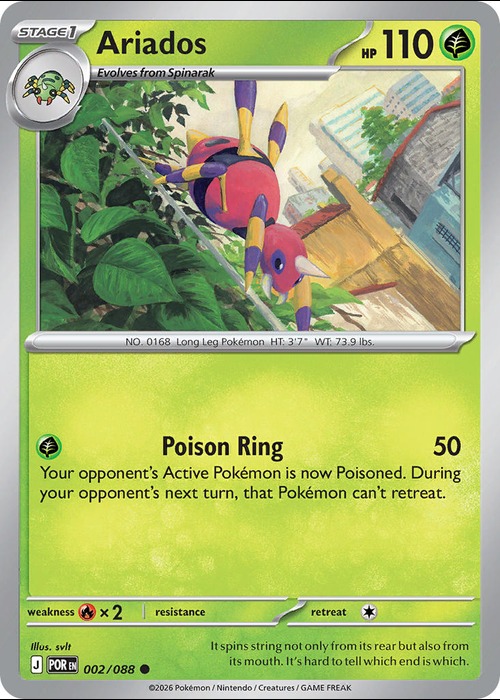 STAGE1
Ariados
HP 110
Evolves from Spinarak
NO. 0168 Long Leg Pokémon HT: 3'7" WT: 73.9 lbs.
Poison Ring 50
Your opponent's Active Pokémon is now Poisoned. During
your opponent's next turn, that Pokémon can't retreat.
weakness ×2 resistance retreat
Illus. svlt
J POR EN 002/088
It spins string not only from its rear but also from
its mouth. It's hard to tell which end is which.
©2026 Pokémon / Nintendo / Creatures / GAME FREAK